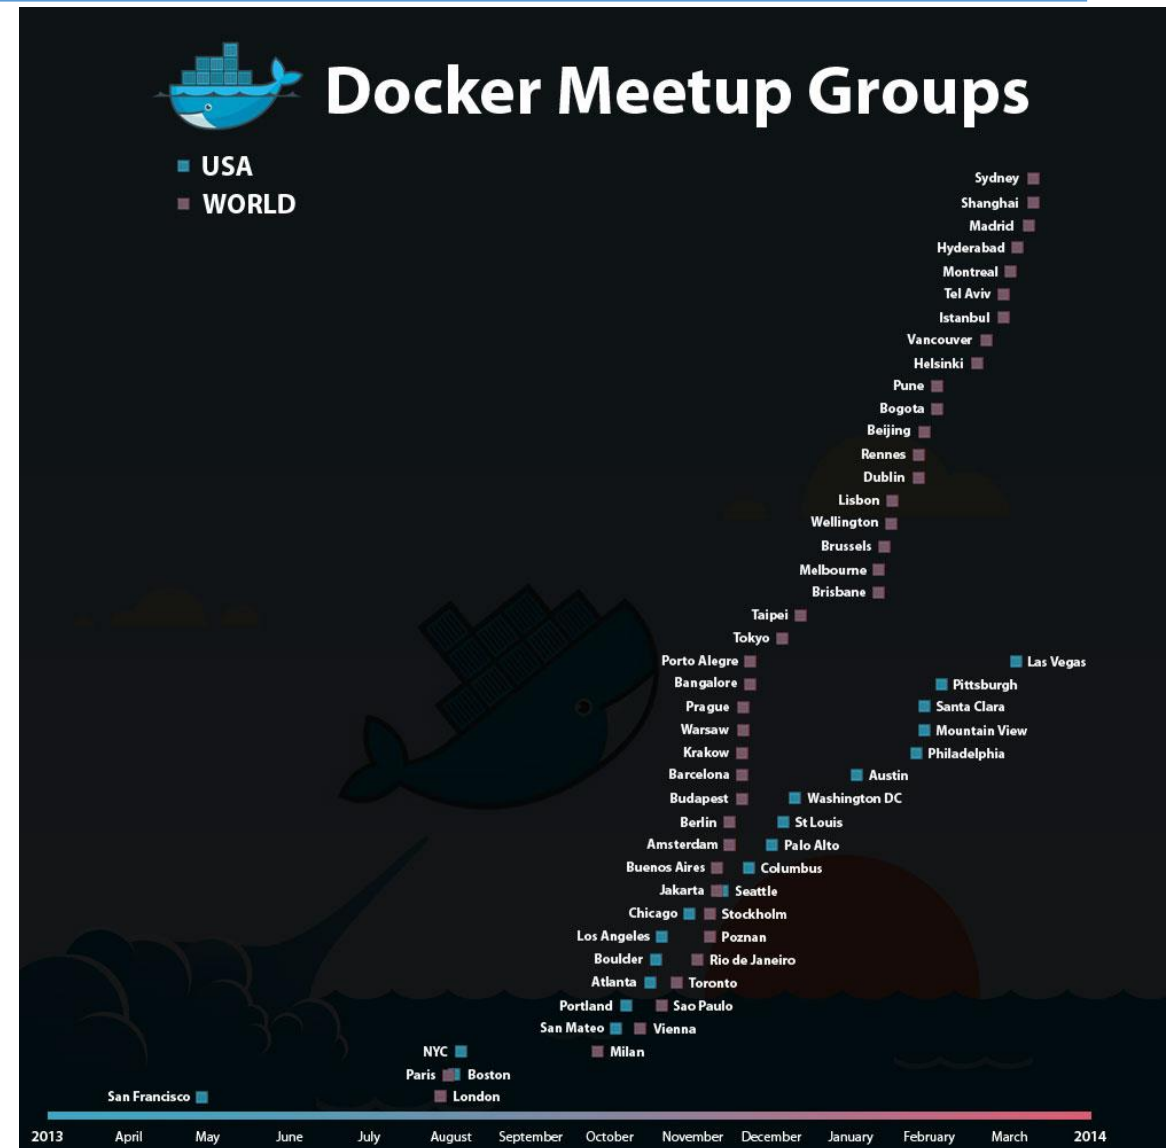 Docker Meetup Groups
USA
WORLD
Sydney
Shanghai
Madrid
Hyderabad
Montreal
Tel Aviv
Istanbul
Vancouver
Helsinki
Pune
Bogota
Beijing
Rennes
Dublin
Lisbon
Wellington
Brussels
Melbourne
Brisbane
Taipei
Tokyo
Porto Alegre Las Vegas
Bangalore Pittsburgh
Prague Santa Clara
Warsaw Mountain View
Krakow Philadelphia
Barcelona Austin
Budapest Washington DC
Berlin St Louis
Amsterdam Palo Alto
Buenos Aires Columbus
Jakarta Seattle
Chicago Stockholm
Los Angeles Poznan
Boulder Rio de Janeiro
Atlanta Toronto
Portland Sao Paulo
San Mateo Vienna
NYC Milan
Paris Boston
San Francisco London
2013 April May June July August September October November December January February March 2014